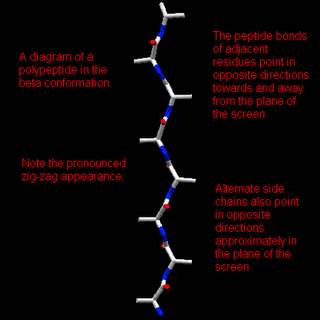 A diagram of a
polypeptide in the
beta conformation.
The peptide bonds
of adjacent
residues point in
opposite directions
towards and away
from the plane of
the screen.
Note the pronounced
zig-zag appearance.
Alternate side
chains also point
in opposite
directions
approximately in
the plane of the
screen.